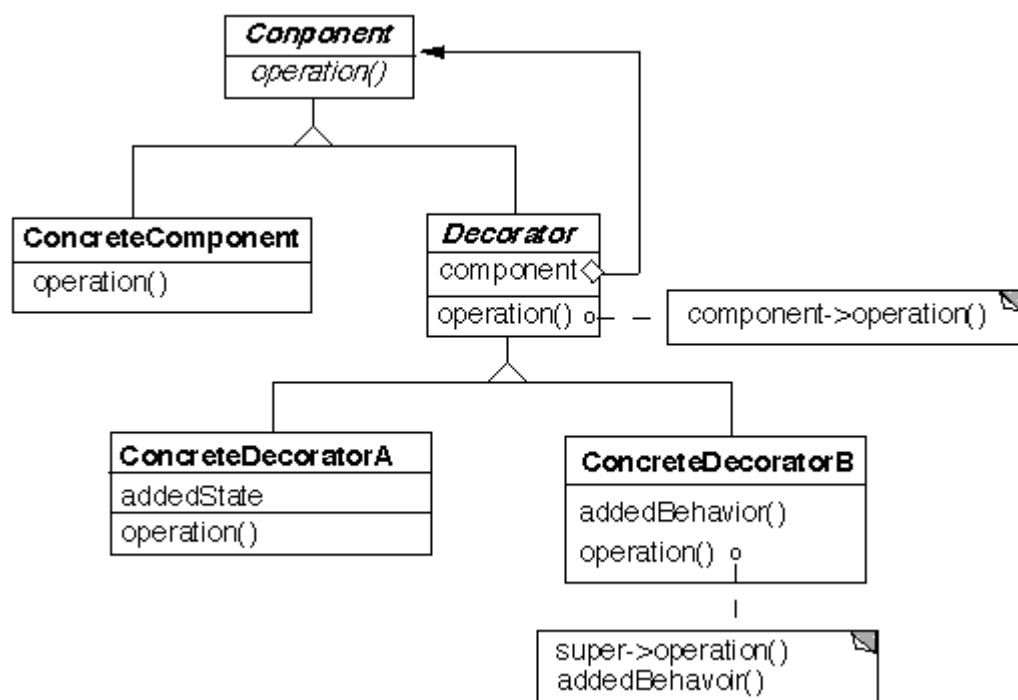 Conponent
operation()
ConcreteComponent
operation()
Decorator
component
operation()
component->operation()
ConcreteDecoratorA
addedState
operation()
ConcreteDecoratorB
addedBehavior()
operation()
super->operation()
addedBehavoir()